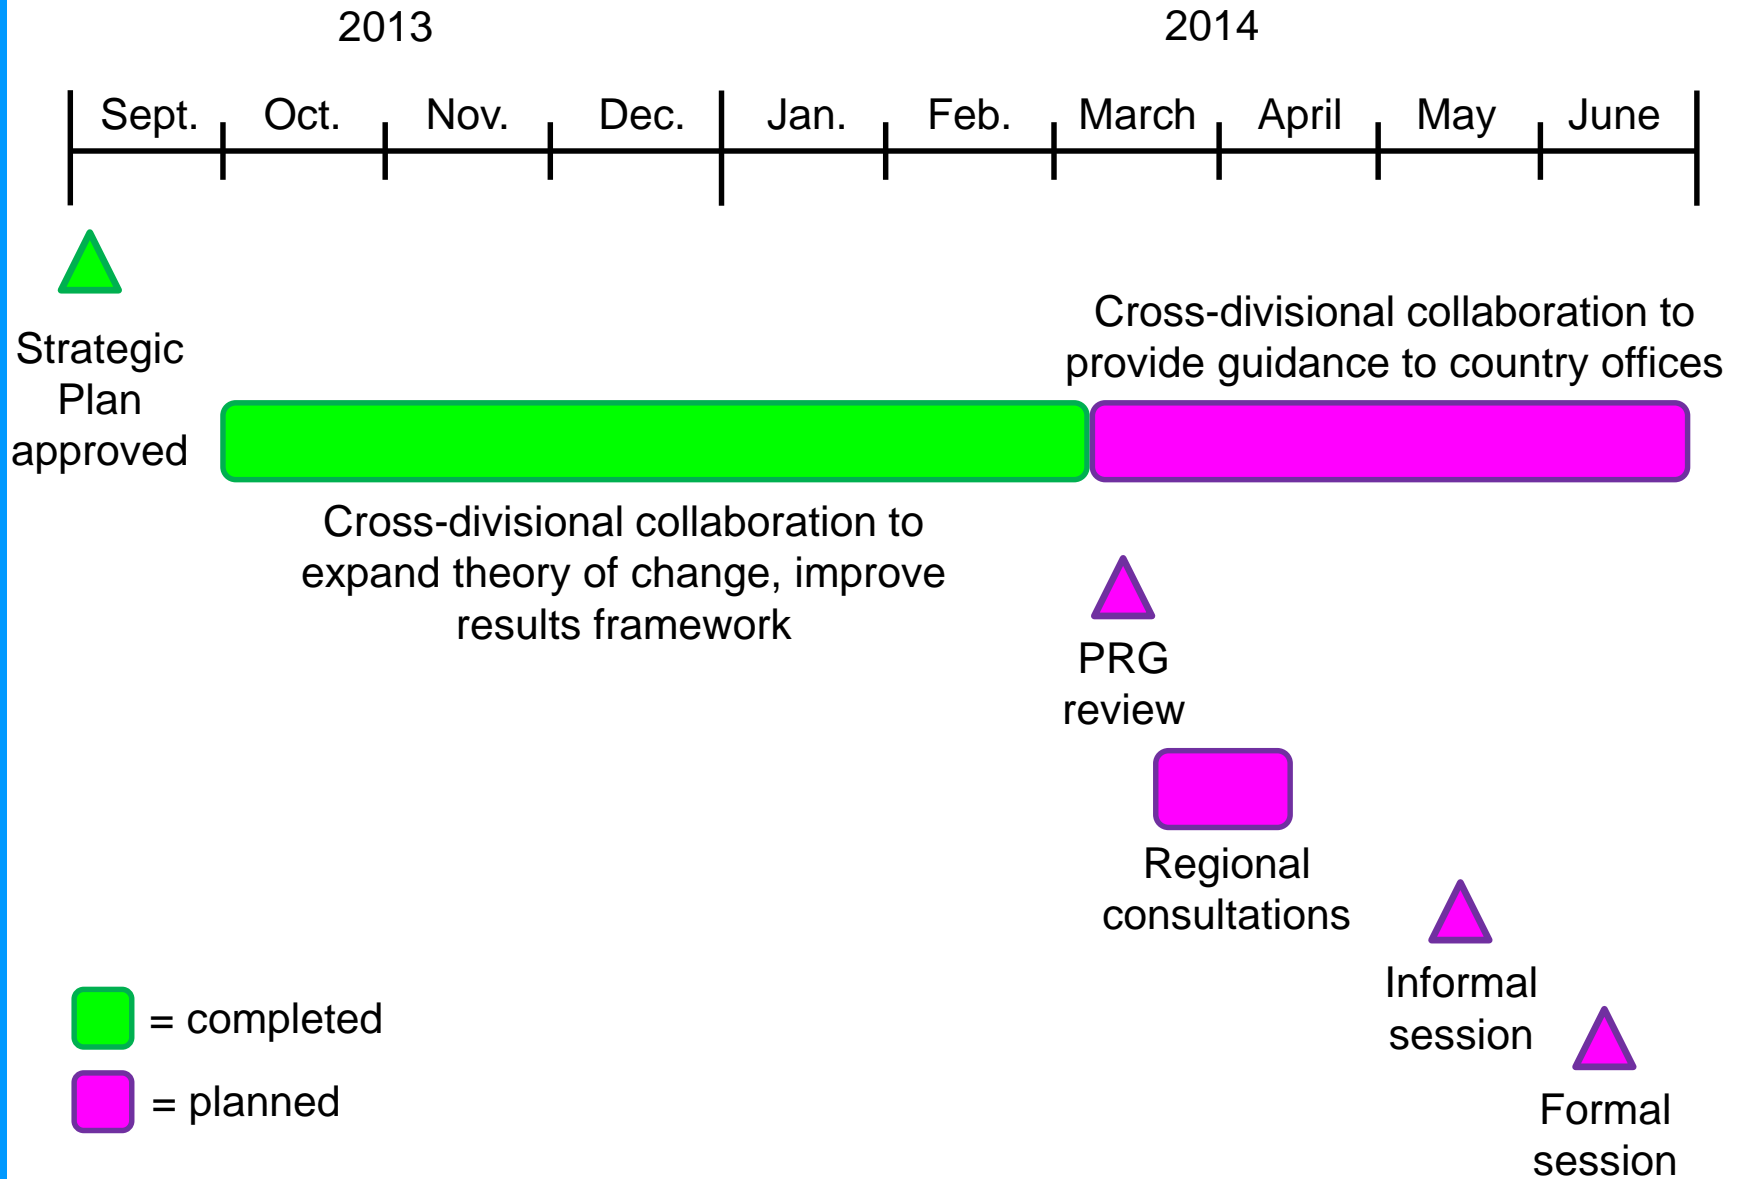 2013
2014
Sept. Oct. Nov. Dec. Jan. Feb. March April May June
Strategic
Plan
approved
Cross-divisional collaboration to
provide guidance to country offices
Cross-divisional collaboration to
expand theory of change, improve
results framework
PRG
review
Regional
consultations
Informal
session
Formal
session
= completed
= planned